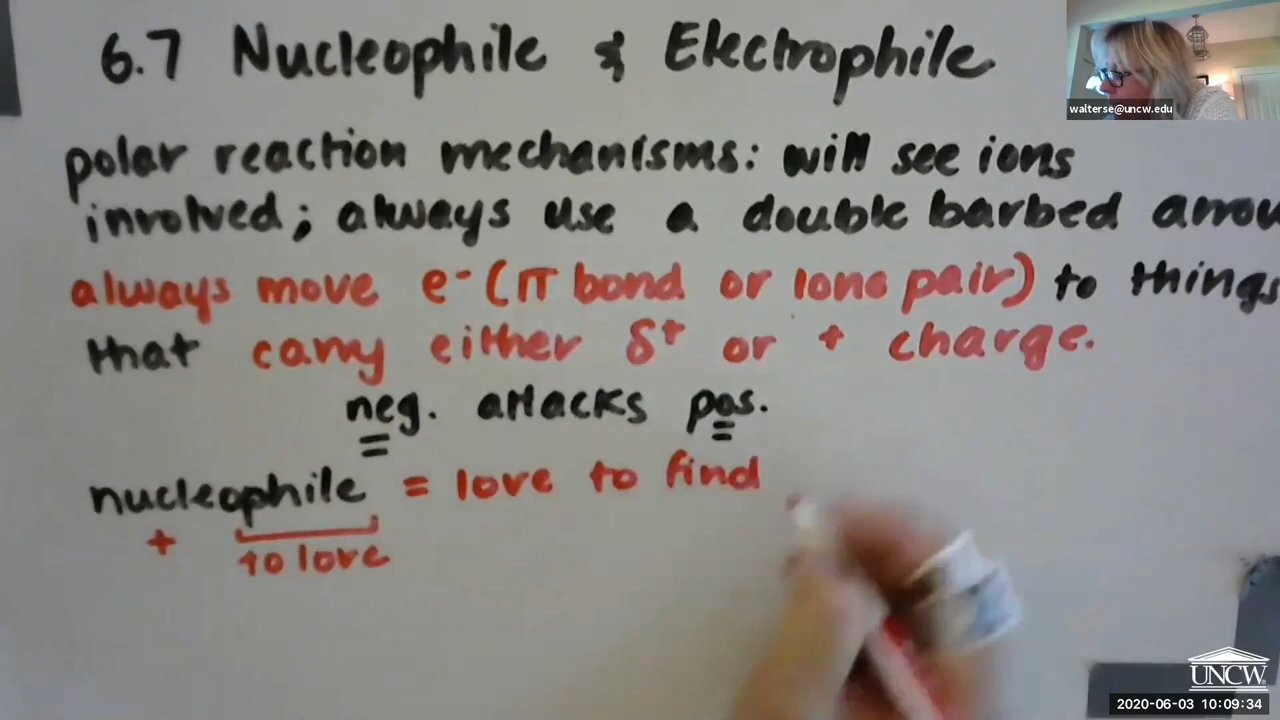 6.7 Nucleophile & Electrophile
walterse@uncw.edu
polar reaction mechanisms: will see ions
involved; always use a double barbed arrow
always move e- (π bond or lone pair) to things
that carry either δ+ or + charge.
neg. attacks pos.
nucleophile = love to find
+ to love
UNCW
2020-06-03 10:09:34